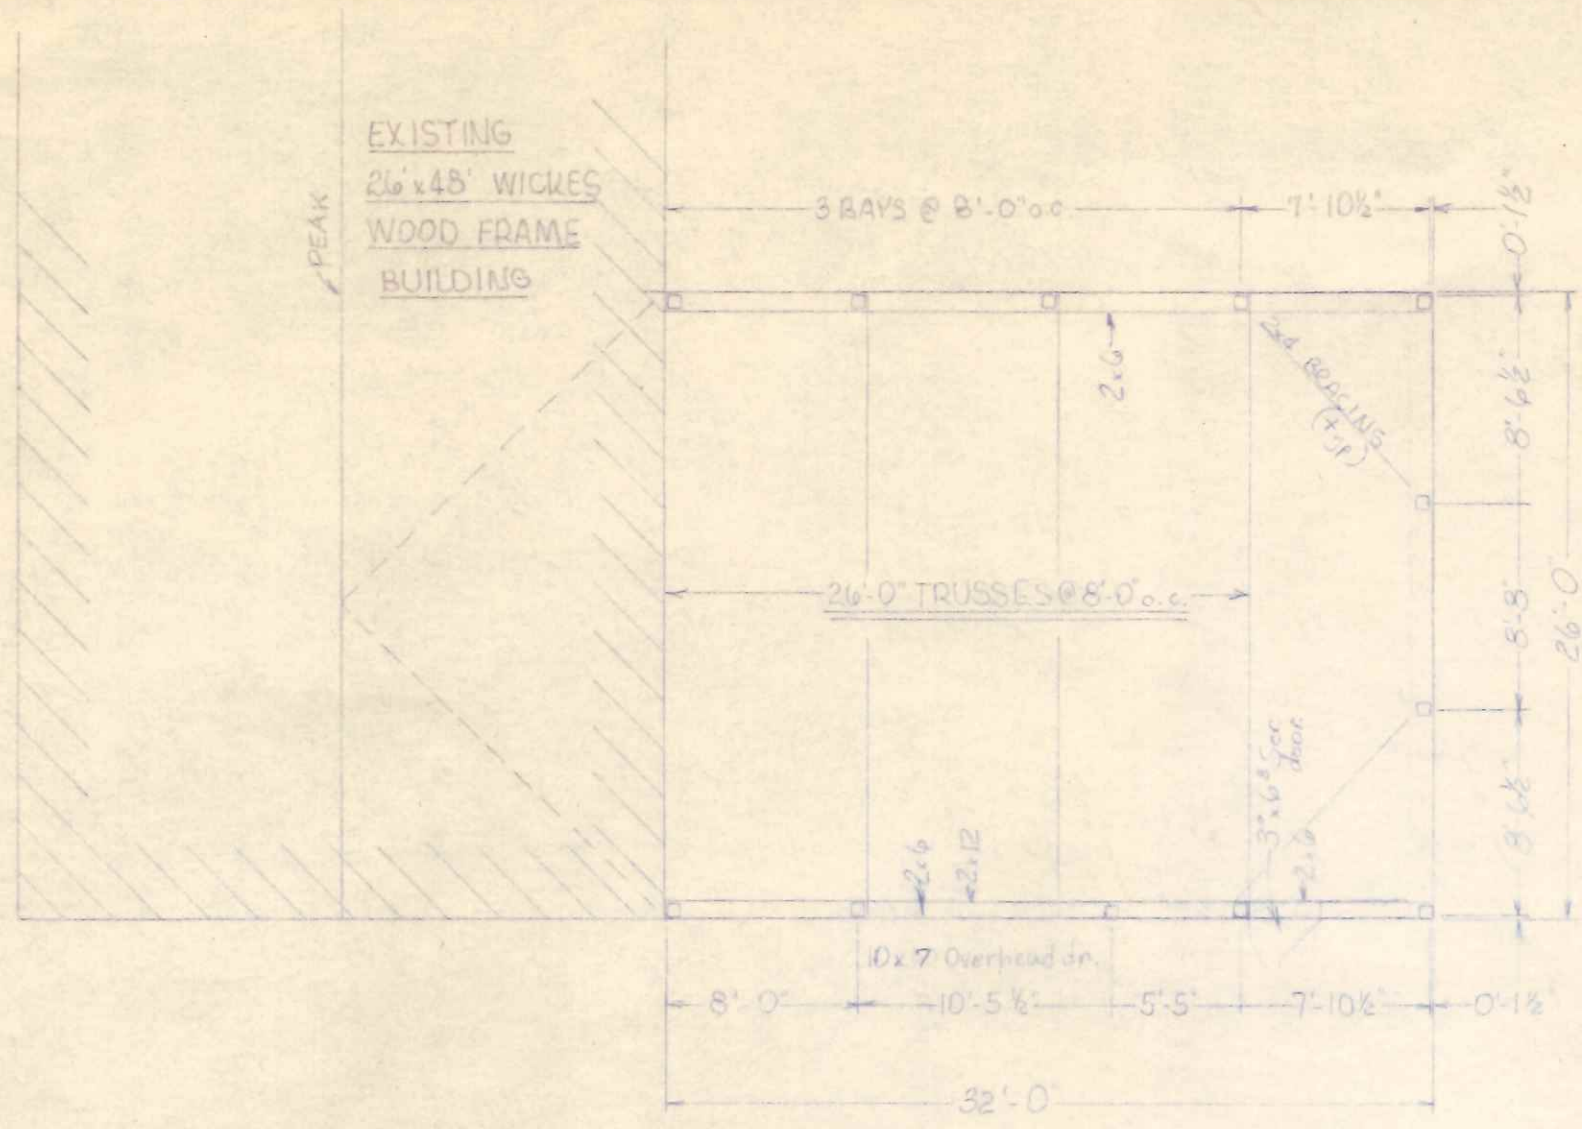 EXISTING
26'x48' WICKES
WOOD FRAME
BUILDING
PEAK
3 BAYS @ 8'-0" o.c.
7'-10½"
0'-1½"
2x6
BRACING
8'-6½"
26'-0" TRUSSES @ 8'-0" o.c.
8'-8"
26'-0"
3°x6⁸ ser door.
2x6
2x12
2x6
8'-6½"
10x7 Overhead dr.
8'-0"
10'-5½"
5'-5"
7'-10½"
0'-1½"
32'-0"